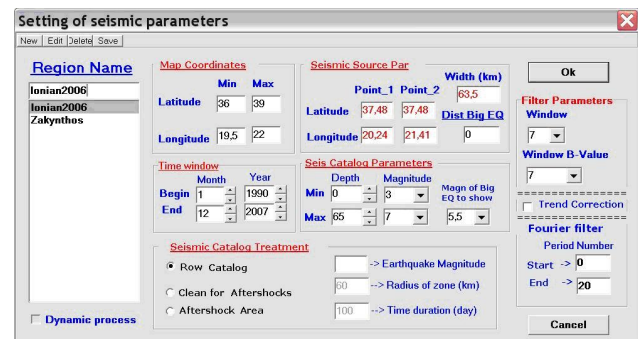 Setting of seismic parameters
New Edit Delete Save
Region Name
Ionian2006
Ionian2006
Zakynthos
Dynamic process
Map Coordinates
Min Max
Latitude 36 39
Longitude 19,5 22
Seismic Source Par
Width (km)
Point_1 Point_2 63,5
Latitude 37,48 37,48 Dist Big EQ
Longitude 20,24 21,41 0
Time window
Month Year
Begin 1 1990
End 12 2007
Seis Catalog Parameters
Depth Magnitude Magn of Big
Min 0 3 EQ to show
Max 65 7 5,5
Seismic Catalog Treatment
Row Catalog --> Earthquake Magnitude
Clean for Aftershocks 60 --> Radius of zone (km)
Aftershock Area 100 --> Time duration (day)
Ok
Filter Parameters
Window
7
Window B-Value
7
==================
Trend Correction
==================
Fourier filter
Period Number
Start -> 0
End -> 20
Cancel